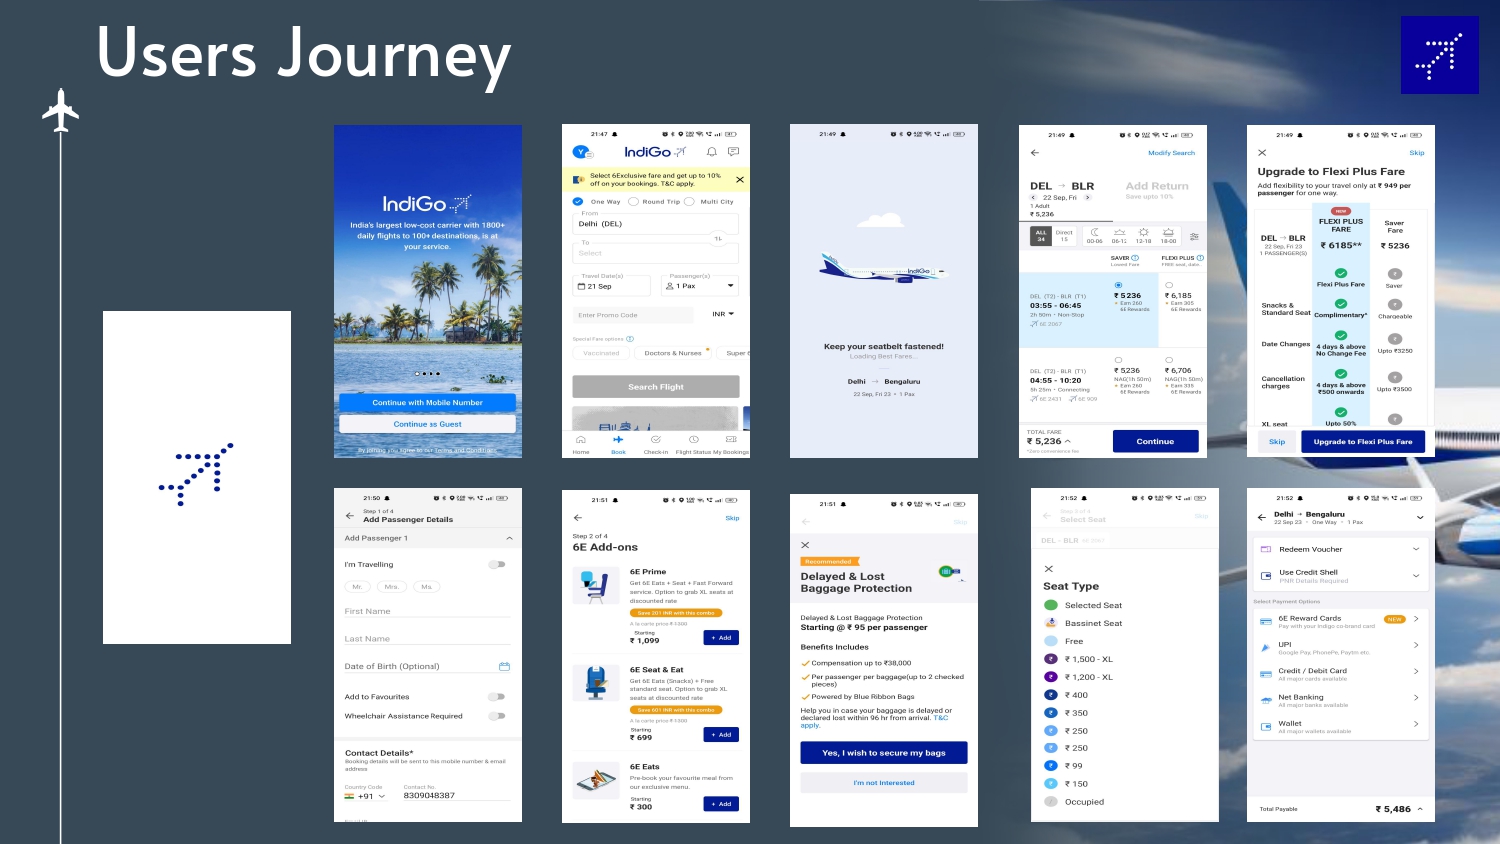 Users Journey
IndiGo
India's largest low-cost carrier with 1800+
daily flights to 100+ destinations, is at
your service.
Continue with Mobile Number
Continue as Guest
By joining you agree to our Terms and Conditions
21:47
Y
IndiGo
Select 6Exclusive fare and get up to 10%
off on your bookings. T&C apply.
One Way Round Trip Multi City
From
Delhi (DEL)
To
Select
Travel Date(s) Passenger(s)
21 Sep 1 Pax
Enter Promo Code INR
Special Fare options
Vaccinated Doctors & Nurses Super 6
Search Flight
Home Book Check-in Flight Status My Bookings
21:49
IndiGo
Keep your seatbelt fastened!
Loading Best Fares...
Delhi → Bengaluru
22 Sep, Fri 23 • 1 Pax
21:49
Modify Search
DEL → BLR Add Return
22 Sep, Fri Save upto 10%
1 Adult
₹ 5,236
ALL Direct
34 15 00-06 06-12 12-18 18-00
SAVER FLEXI PLUS
Lowest Fare FREE seat, date..
DEL (T2) - BLR (T1) ₹ 5236 ₹ 6,185
03:55 - 06:45 Earn 260 Earn 305
2h 50m • Non-Stop 6E Rewards 6E Rewards
6E 2067
DEL (T2) - BLR (T1) ₹ 5,236 ₹ 6,706
04:55 - 10:20 NAG(1h 50m) NAG(1h 50m)
5h 25m • Connecting Earn 260 Earn 335
6E 2431 6E 909 6E Rewards 6E Rewards
TOTAL FARE
₹ 5,236
*Zero convenience fee
Continue
21:49
Skip
Upgrade to Flexi Plus Fare
Add flexibility to your travel only at ₹ 949 per
passenger for one way.
NEW
FLEXI PLUS
FARE
Saver
Fare
DEL → BLR ₹ 6185** ₹ 5236
22 Sep, Fri 23
1 PASSENGER(S)
Flexi Plus Fare Saver
Snacks &
Standard Seat Complimentary* Chargeable
Date Changes 4 days & above Upto ₹3250
No Change Fee
Cancellation 4 days & above Upto ₹3500
changes ₹500 onwards
XL seat Upto 50%
Skip Upgrade to Flexi Plus Fare
21:50
Step 1 of 4
Add Passenger Details
Add Passenger 1
I'm Travelling
Mr. Mrs. Ms.
First Name
Last Name
Date of Birth (Optional)
Add to Favourites
Wheelchair Assistance Required
Contact Details*
Booking details will be sent to this mobile number & email
address
Country Code Contact No.
+91 8309048387
21:51
Skip
Step 2 of 4
6E Add-ons
6E Prime
Get 6E Eats + Seat + Fast Forward
service. Option to grab XL seats at
discounted rate
Save 201 INR with this combo
A la carte price ₹ 1300
Starting
₹ 1,099 + Add
6E Seat & Eat
Get 6E Eats (Snacks) + Free
standard seat. Option to grab XL
seats at discounted rate
Save 601 INR with this combo
A la carte price ₹ 1300
Starting
₹ 699 + Add
6E Eats
Pre-book your favourite meal from
our exclusive menu.
Starting
₹ 300 + Add
21:51
Skip
Recommended
Delayed & Lost
Baggage Protection
Delayed & Lost Baggage Protection
Starting @ ₹ 95 per passenger
Benefits Includes
Compensation up to ₹38,000
Per passenger per baggage(up to 2 checked
pieces)
Powered by Blue Ribbon Bags
Help you in case your baggage is delayed or
declared lost within 96 hr from arrival. T&C
apply.
Yes, I wish to secure my bags
I'm not Interested
21:52
Step 3 of 4
Select Seat
Skip
DEL - BLR 6E 2067
Seat Type
Selected Seat
Bassinet Seat
Free
₹ 1,500 - XL
₹ 1,200 - XL
₹ 400
₹ 350
₹ 250
₹ 250
₹ 99
₹ 150
Occupied
21:52
Delhi → Bengaluru
22 Sep 23 • One Way • 1 Pax
Redeem Voucher
Use Credit Shell
PNR Details Required
Select Payment Options
6E Reward Cards NEW
Pay with your Indigo co-brand card
UPI
Google Pay, PhonePe, Paytm etc.
Credit / Debit Card
All major cards available
Net Banking
All major banks available
Wallet
All major wallets available
Total Payable ₹ 5,486